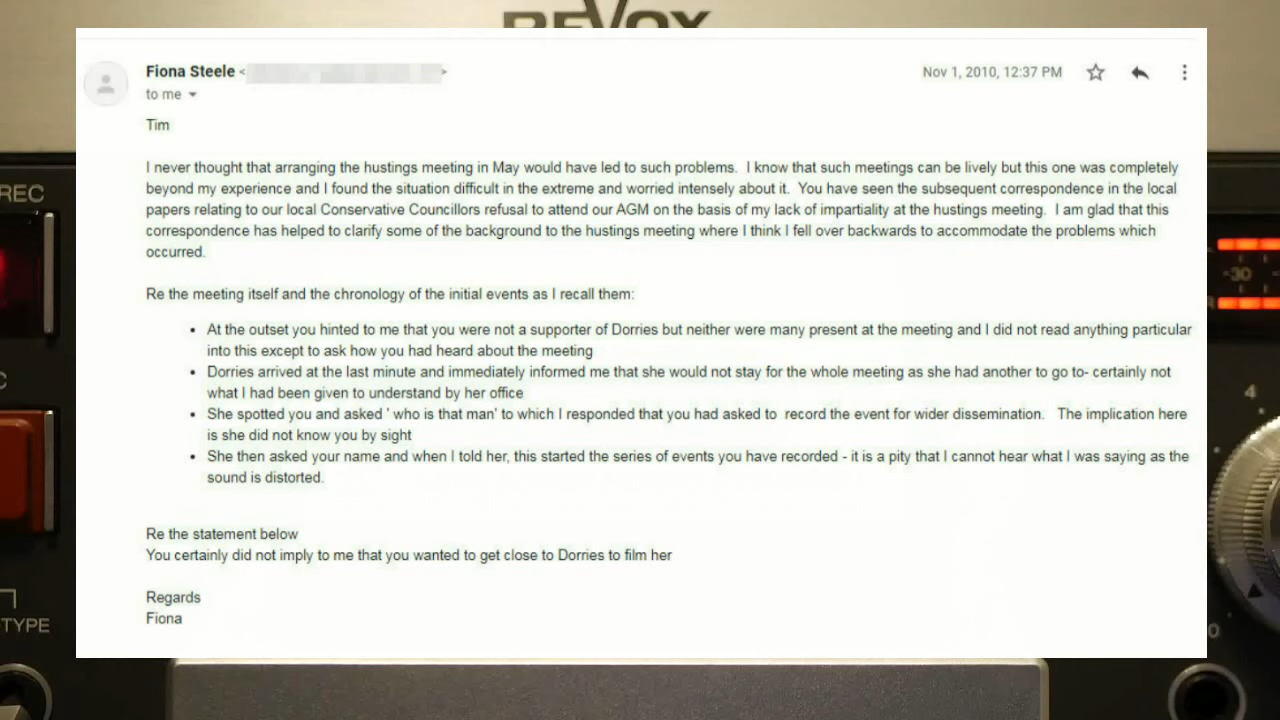 REVOX
Fiona Steele < >
Nov 1, 2010, 12:37 PM
to me
Tim
I never thought that arranging the hustings meeting in May would have led to such problems. I know that such meetings can be lively but this one was completely
beyond my experience and I found the situation difficult in the extreme and worried intensely about it. You have seen the subsequent correspondence in the local
papers relating to our local Conservative Councillors refusal to attend our AGM on the basis of my lack of impartiality at the hustings meeting. I am glad that this
correspondence has helped to clarify some of the background to the hustings meeting where I think I fell over backwards to accommodate the problems which
occurred.
Re the meeting itself and the chronology of the initial events as I recall them:
• At the outset you hinted to me that you were not a supporter of Dorries but neither were many present at the meeting and I did not read anything particular
into this except to ask how you had heard about the meeting
• Dorries arrived at the last minute and immediately informed me that she would not stay for the whole meeting as she had another to go to- certainly not
what I had been given to understand by her office
• She spotted you and asked ' who is that man' to which I responded that you had asked to record the event for wider dissemination. The implication here
is she did not know you by sight
• She then asked your name and when I told her, this started the series of events you have recorded - it is a pity that I cannot hear what I was saying as the
sound is distorted.
Re the statement below
You certainly did not imply to me that you wanted to get close to Dorries to film her
Regards
Fiona
REC
-30
4
TYPE
0